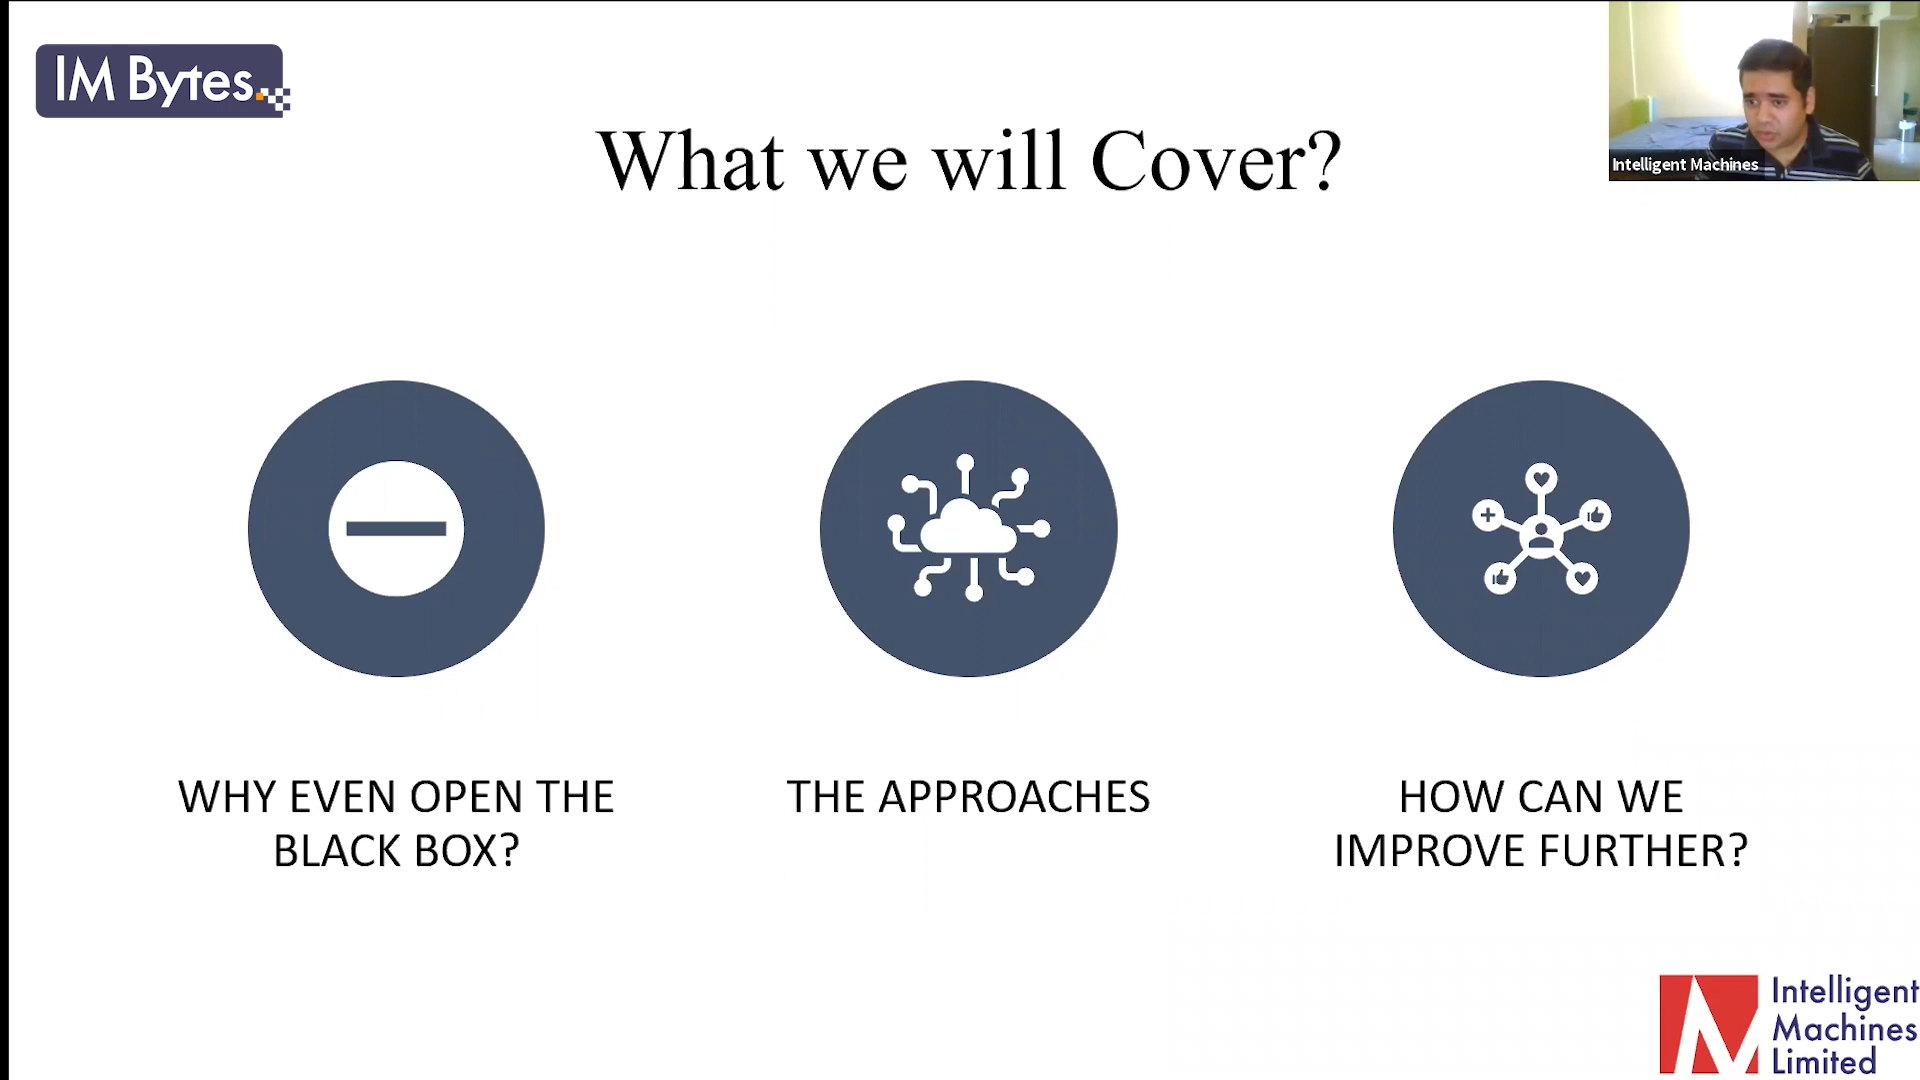 IM Bytes
What we will Cover?
Intelligent Machines
WHY EVEN OPEN THE
BLACK BOX?
THE APPROACHES
HOW CAN WE
IMPROVE FURTHER?
Intelligent
Machines
Limited